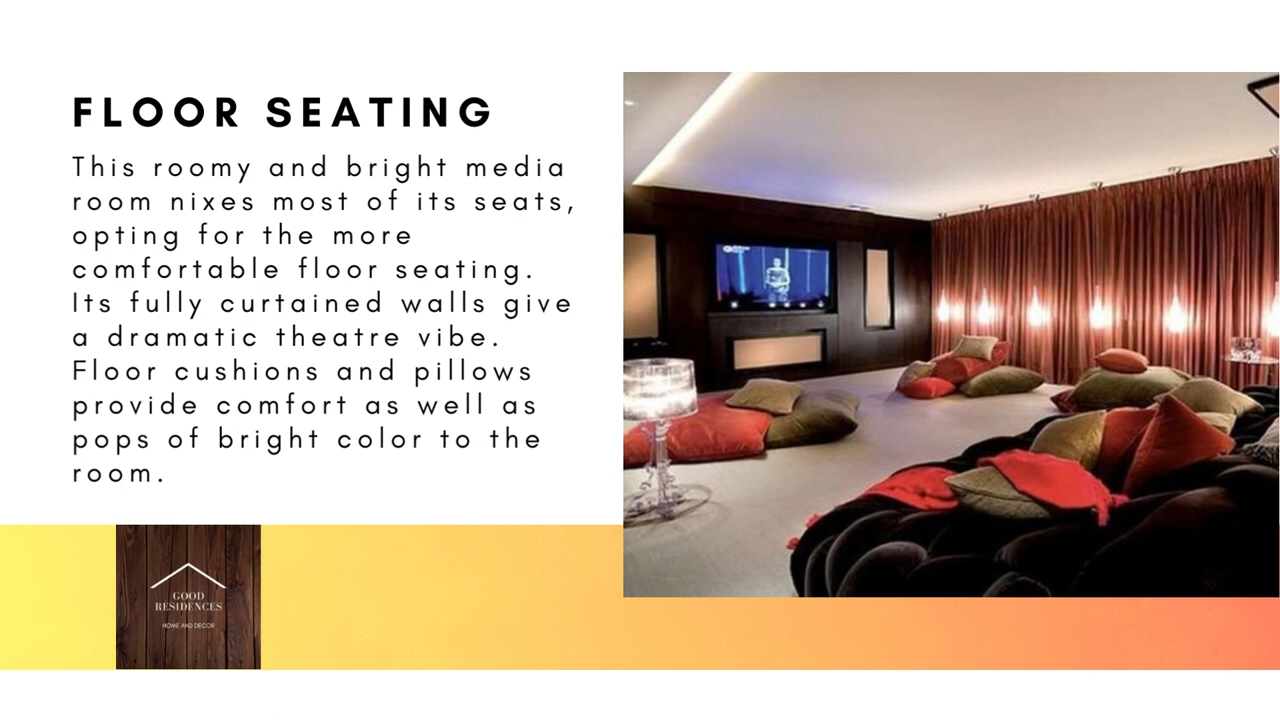 FLOOR SEATING
This roomy and bright media
room nixes most of its seats,
opting for the more
comfortable floor seating.
Its fully curtained walls give
a dramatic theatre vibe.
Floor cushions and pillows
provide comfort as well as
pops of bright color to the
room.
GOOD
RESIDENCES
HOME AND DECOR